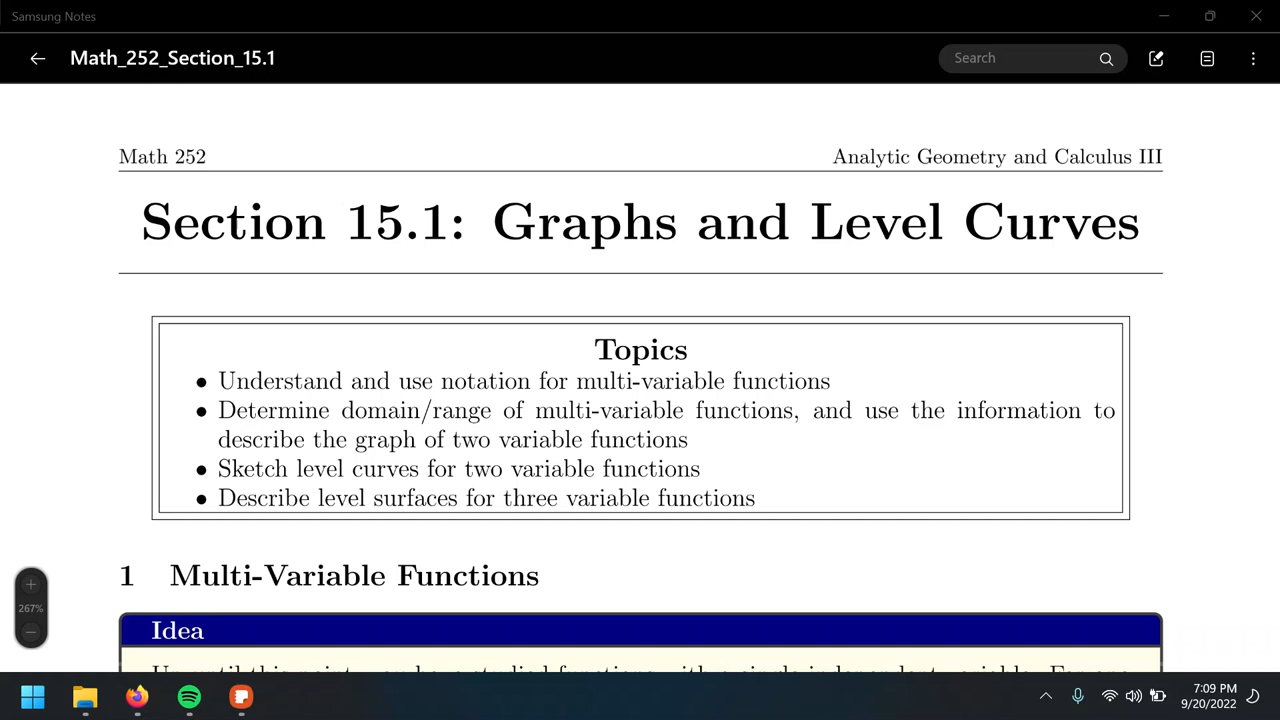 Samsung Notes
Math_252_Section_15.1
Search
Math 252
Analytic Geometry and Calculus III
Section 15.1: Graphs and Level Curves
Topics
• Understand and use notation for multi-variable functions
• Determine domain/range of multi-variable functions, and use the information to
describe the graph of two variable functions
• Sketch level curves for two variable functions
• Describe level surfaces for three variable functions
1 Multi-Variable Functions
Idea
267%
7:09 PM
9/20/2022